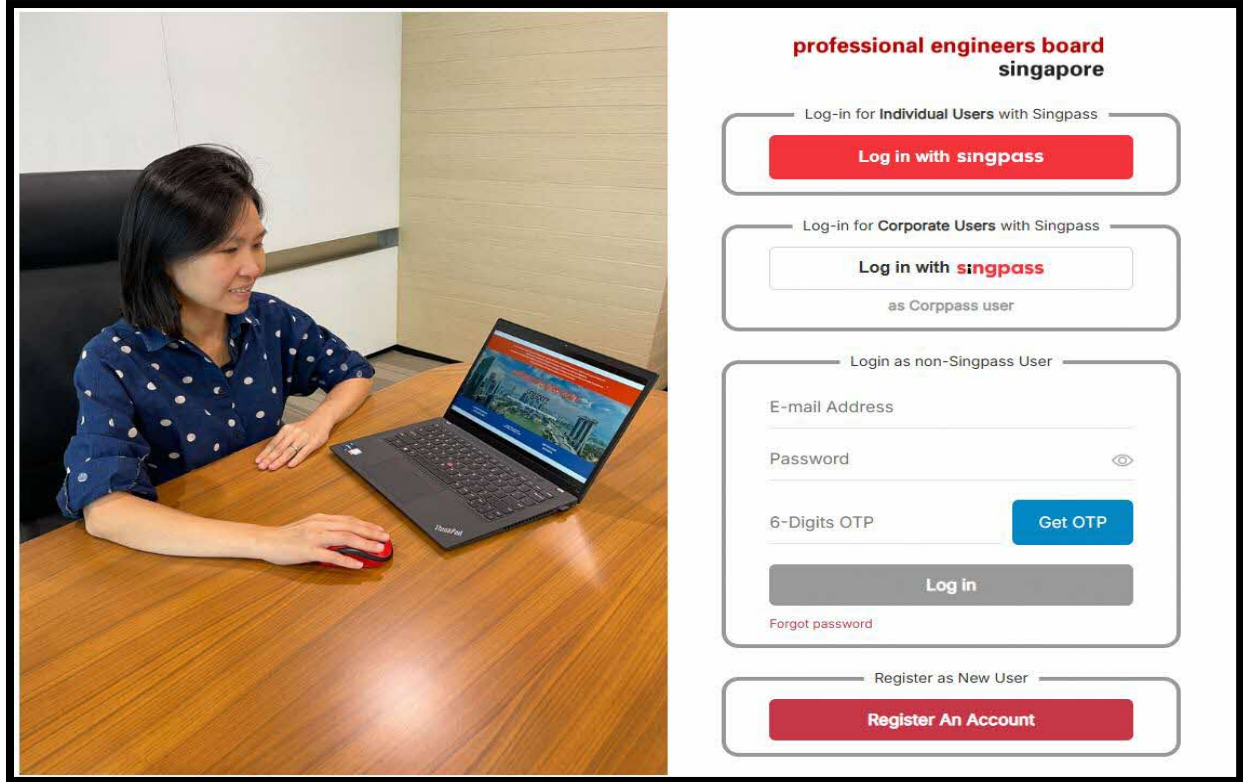 professional engineers board
singapore
Log-in for Individual Users with Singpass
Log in with singpass
Log-in for Corporate Users with Singpass
Log in with singpass
as Corppass user
Login as non-Singpass User
E-mail Address
Password
6-Digits OTP
Get OTP
Log in
Forgot password
Register as New User
Register An Account
ThinkPad